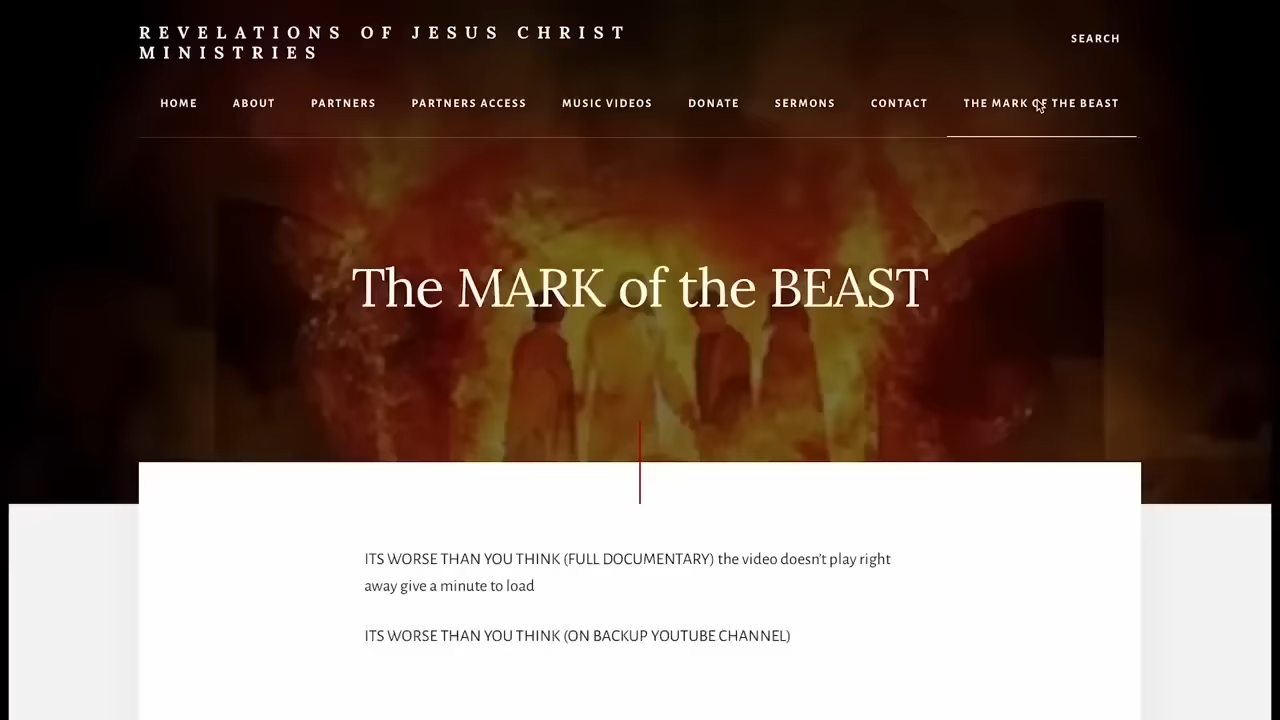 REVELATIONS OF JESUS CHRIST
MINISTRIES
SEARCH
HOME ABOUT PARTNERS PARTNERS ACCESS MUSIC VIDEOS DONATE SERMONS CONTACT THE MARK OF THE BEAST
The MARK of the BEAST
ITS WORSE THAN YOU THINK (FULL DOCUMENTARY) the video doesn't play right
away give a minute to load
ITS WORSE THAN YOU THINK (ON BACKUP YOUTUBE CHANNEL)